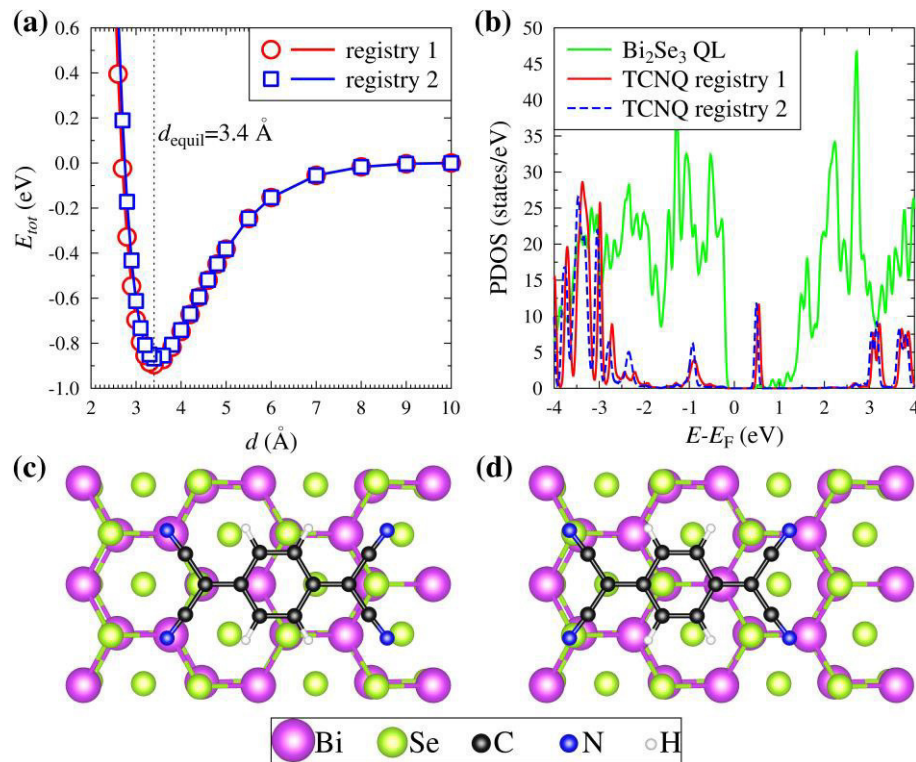 (a)
registry 1
registry 2
d_equil=3.4 Å
E_tot (eV)
0.6
0.4
0.2
0.0
-0.2
-0.4
-0.6
-0.8
-1.0
2 3 4 5 6 7 8 9 10
d (Å)
(b)
Bi₂Se₃ QL
TCNQ registry 1
TCNQ registry 2
PDOS (states/eV)
50
45
40
35
30
25
20
15
10
5
0
-4 -3 -2 -1 0 1 2 3 4
E-E_F (eV)
(c)
(d)
Bi Se C N H